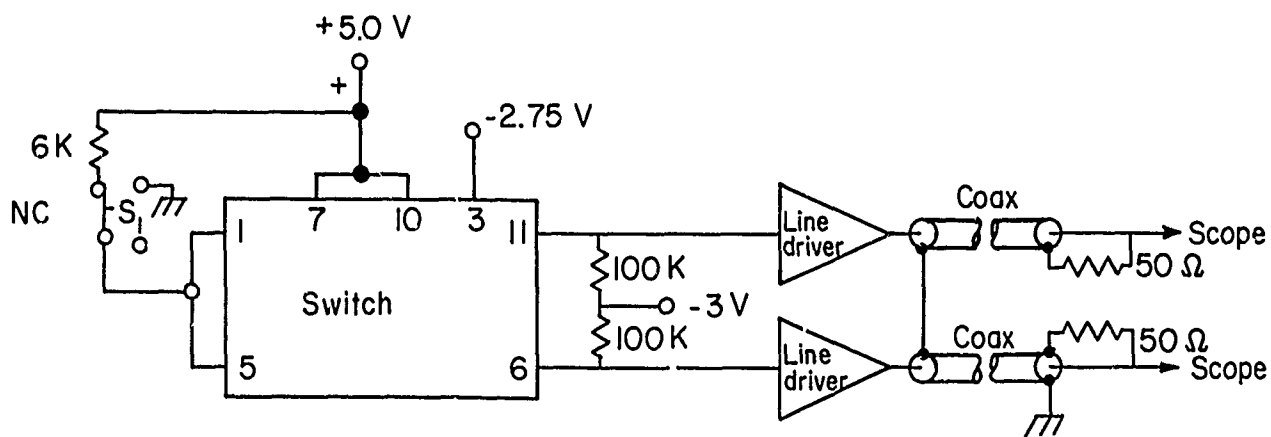 +5.0 V
+
-2.75 V
6K
NC
S1
1
7
10
3
11
Line driver
Coax
Scope
50 Ω
100 K
Switch
-3 V
100 K
5
6
Line driver
Coax
50 Ω
Scope